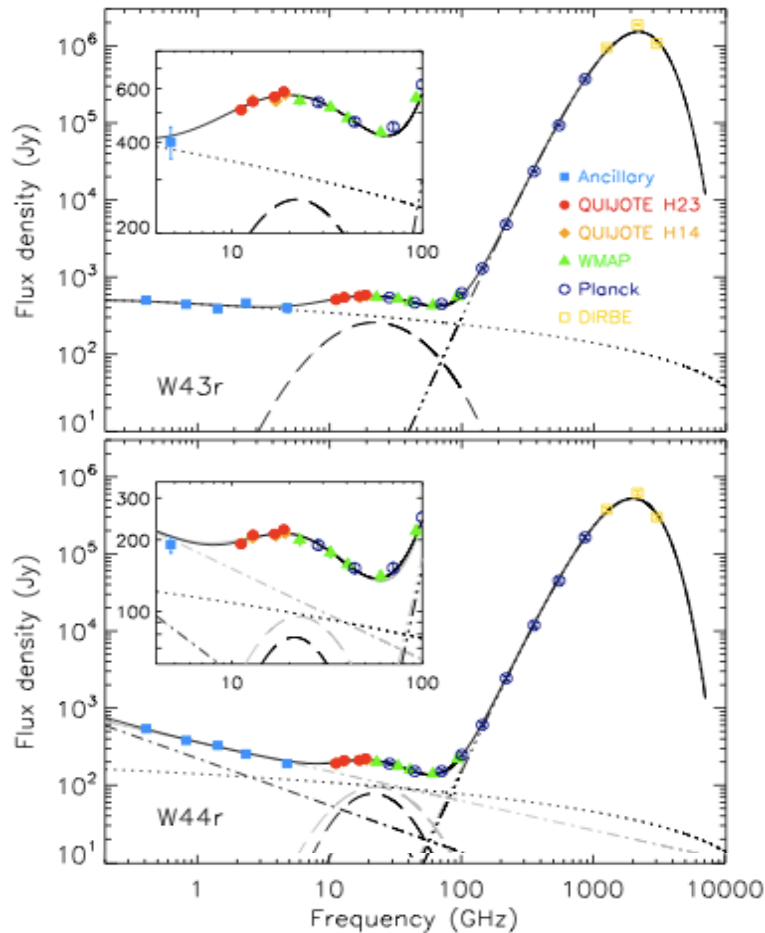 10^6
10^5
10^4
10^3
10^2
10^1
Flux density (Jy)
600
400
200
10
100
Ancillary
QUIJOTE H23
QUIJOTE H14
WMAP
Planck
DIRBE
W43r
10^6
10^5
10^4
10^3
10^2
10^1
Flux density (Jy)
300
200
100
10
100
W44r
1
10
100
1000
10000
Frequency (GHz)